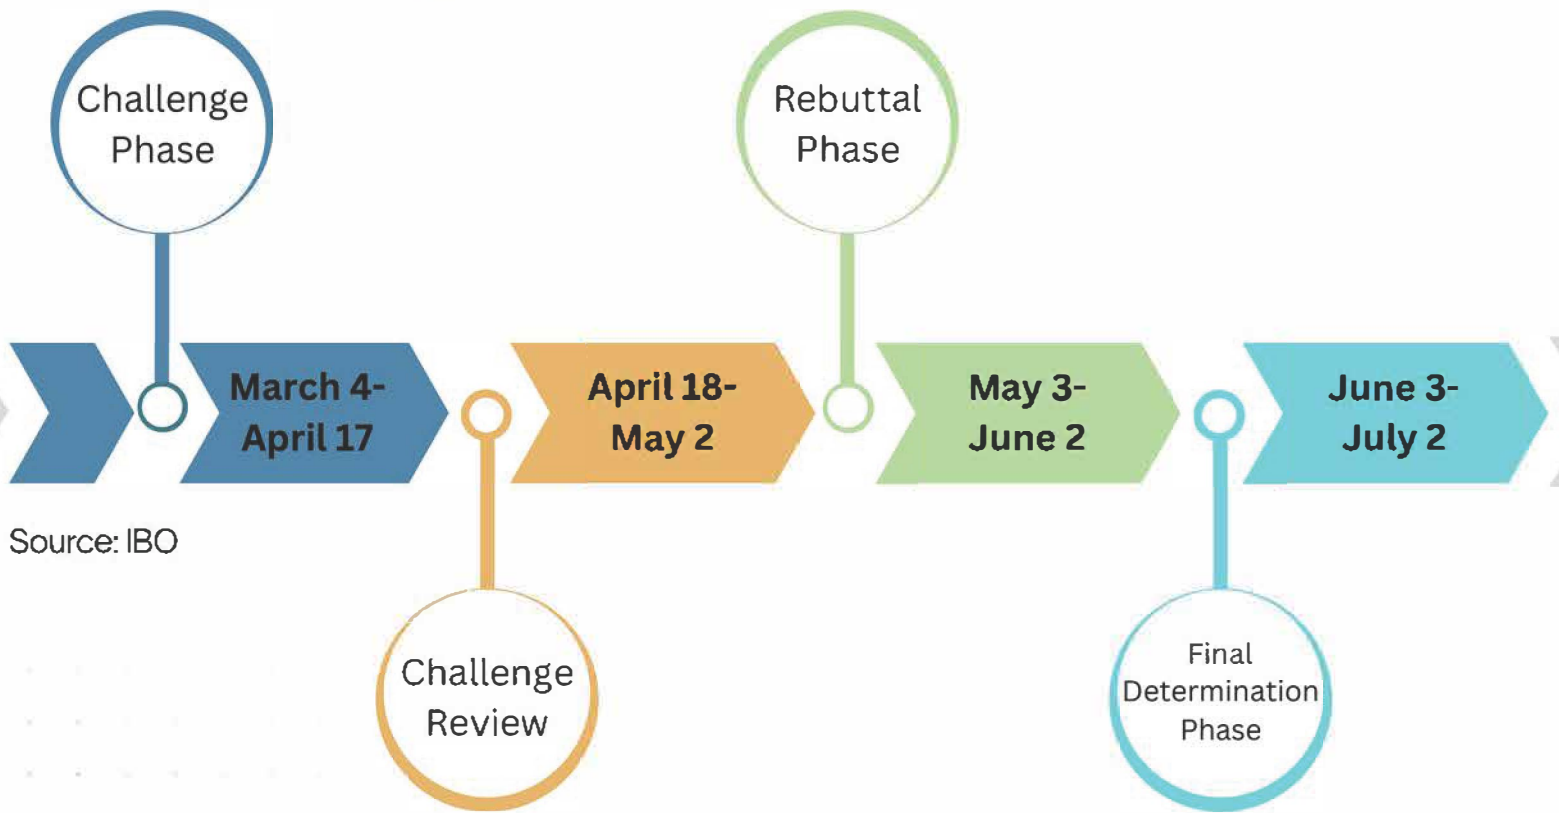 Challenge
Phase
Rebuttal
Phase
March 4-
April 17
April 18-
May 2
May 3-
June 2
June 3-
July 2
Source: IBO
Challenge
Review
Final
Determination
Phase